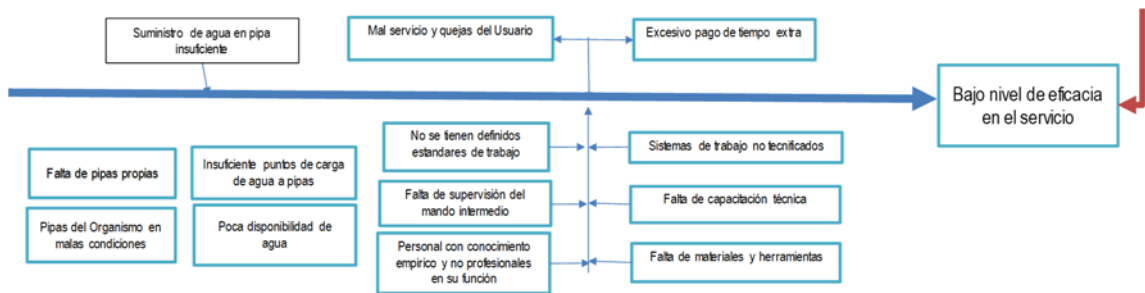 Suministro de agua en pipa
insuficiente
Mal servicio y quejas del Usuario
Excesivo pago de tiempo extra
Bajo nivel de eficacia
en el servicio
No se tienen definidos
estandares de trabajo
Sistemas de trabajo no tecnificados
Falta de pipas propias
Insuficiente puntos de carga
de agua a pipas
Falta de supervisión del
mando intermedio
Falta de capacitación técnica
Pipas del Organismo en
malas condiciones
Poca disponibilidad de
agua
Personal con conocimiento
empirico y no profesionales
en su función
Falta de materiales y herramientas